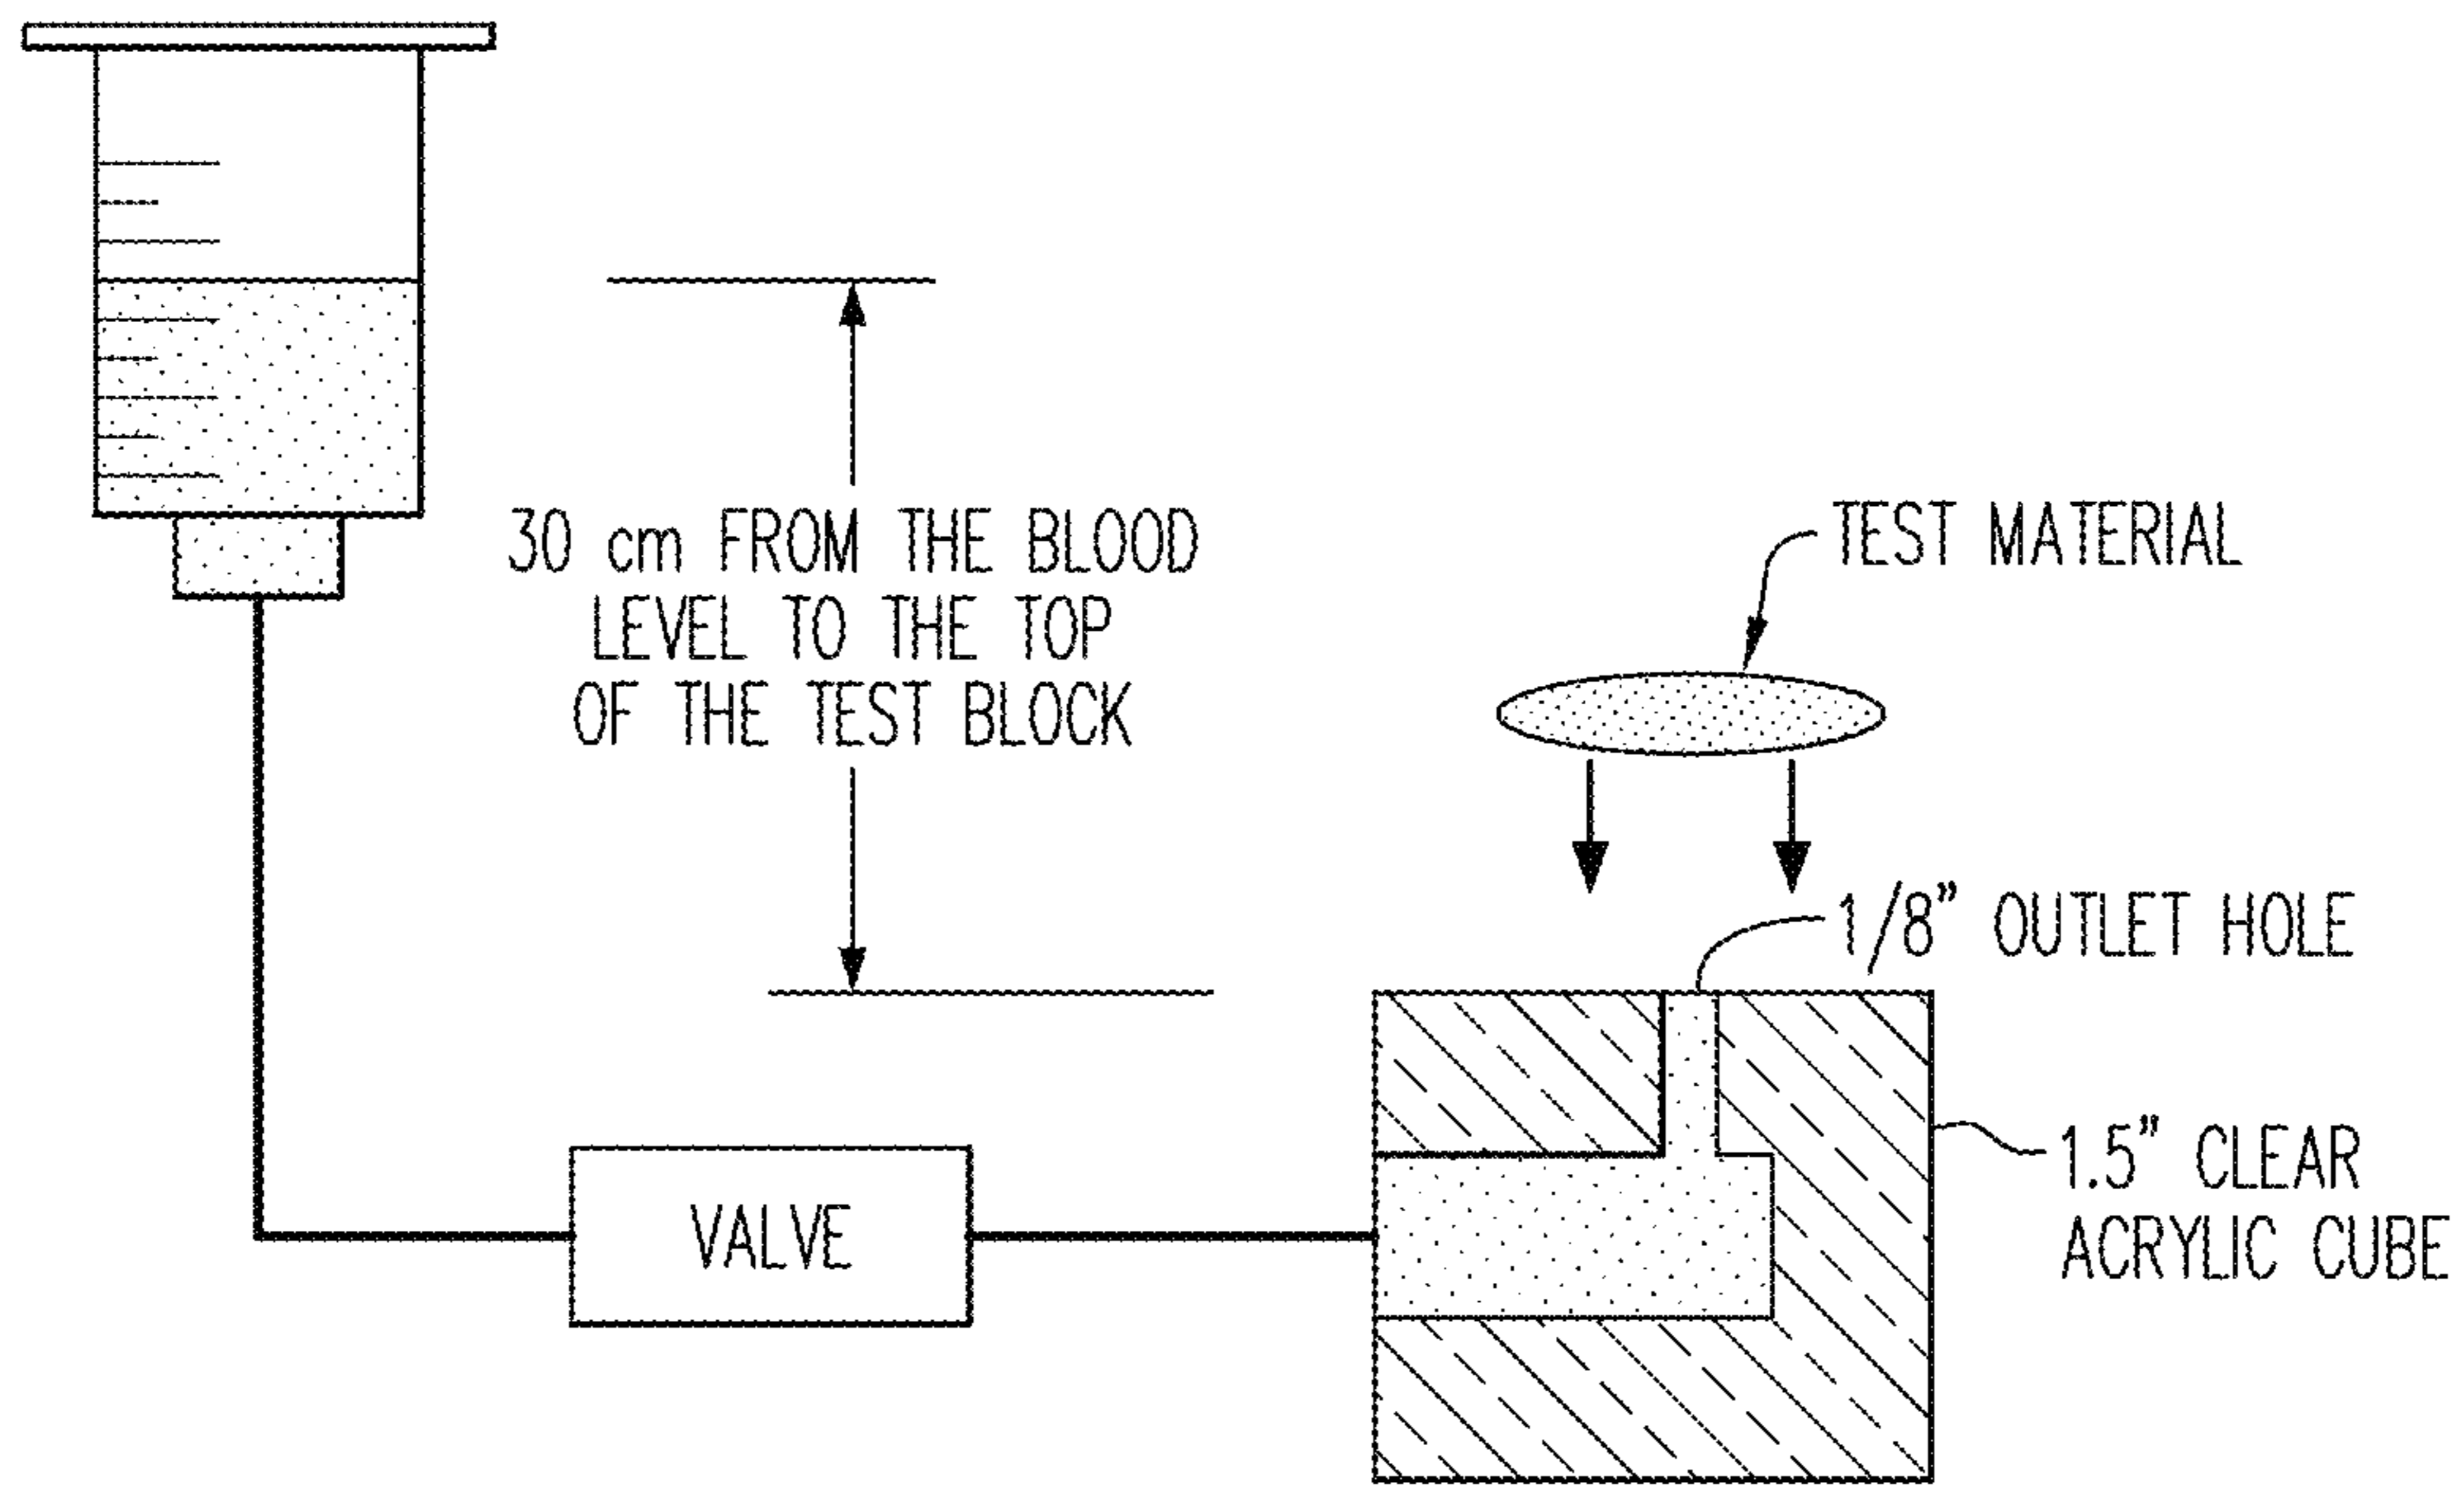 30 cm FROM THE BLOOD
LEVEL TO THE TOP
OF THE TEST BLOCK
TEST MATERIAL
1/8” OUTLET HOLE
1.5” CLEAR
ACRYLIC CUBE
VALVE